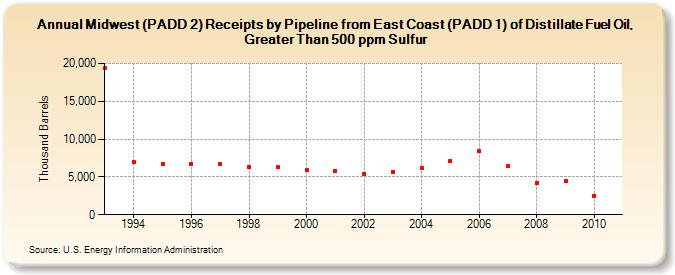 Annual Midwest (PADD 2) Receipts by Pipeline from East Coast (PADD 1) of Distillate Fuel Oil,
Greater Than 500 ppm Sulfur
Thousand Barrels
20,000
15,000
10,000
5,000
0
1994 1996 1998 2000 2002 2004 2006 2008 2010
Source: U.S. Energy Information Administration